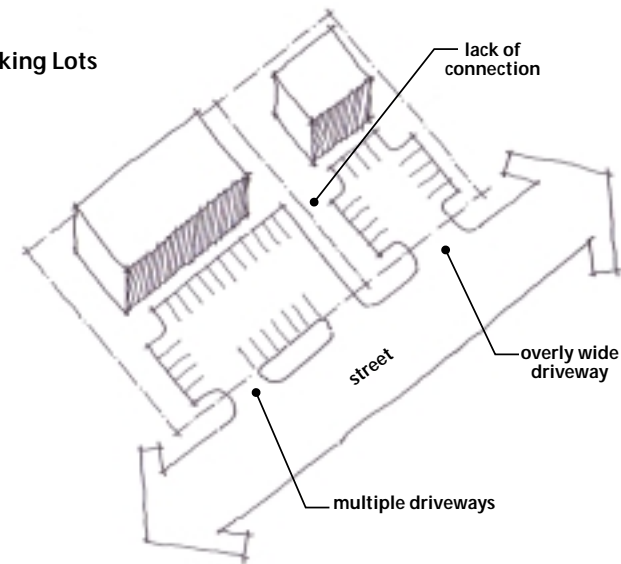 king Lots
lack of
connection
overly wide
driveway
street
multiple driveways